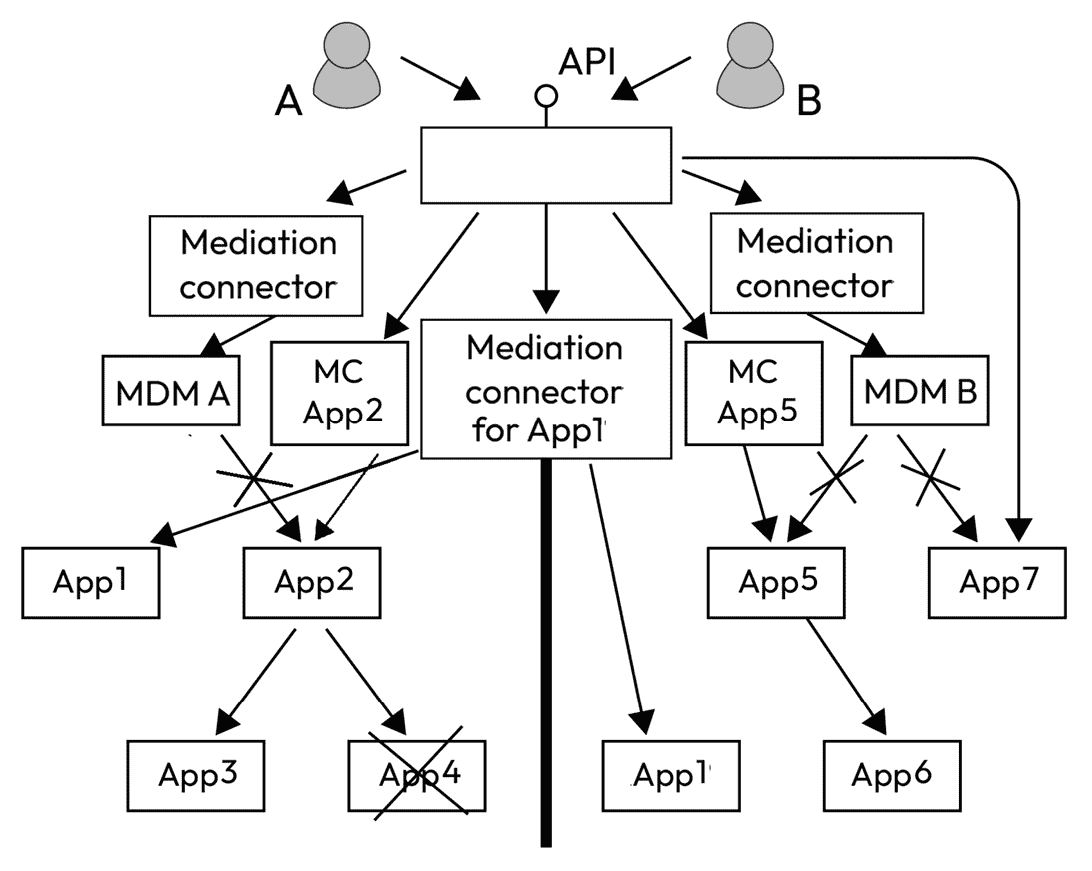 API
A
B
Mediation
connector
Mediation
connector
MDM A
MC
App2
Mediation
connector
for App1'
MC
App5
MDM B
App1
App2
App5
App7
App3
App4
App1'
App6